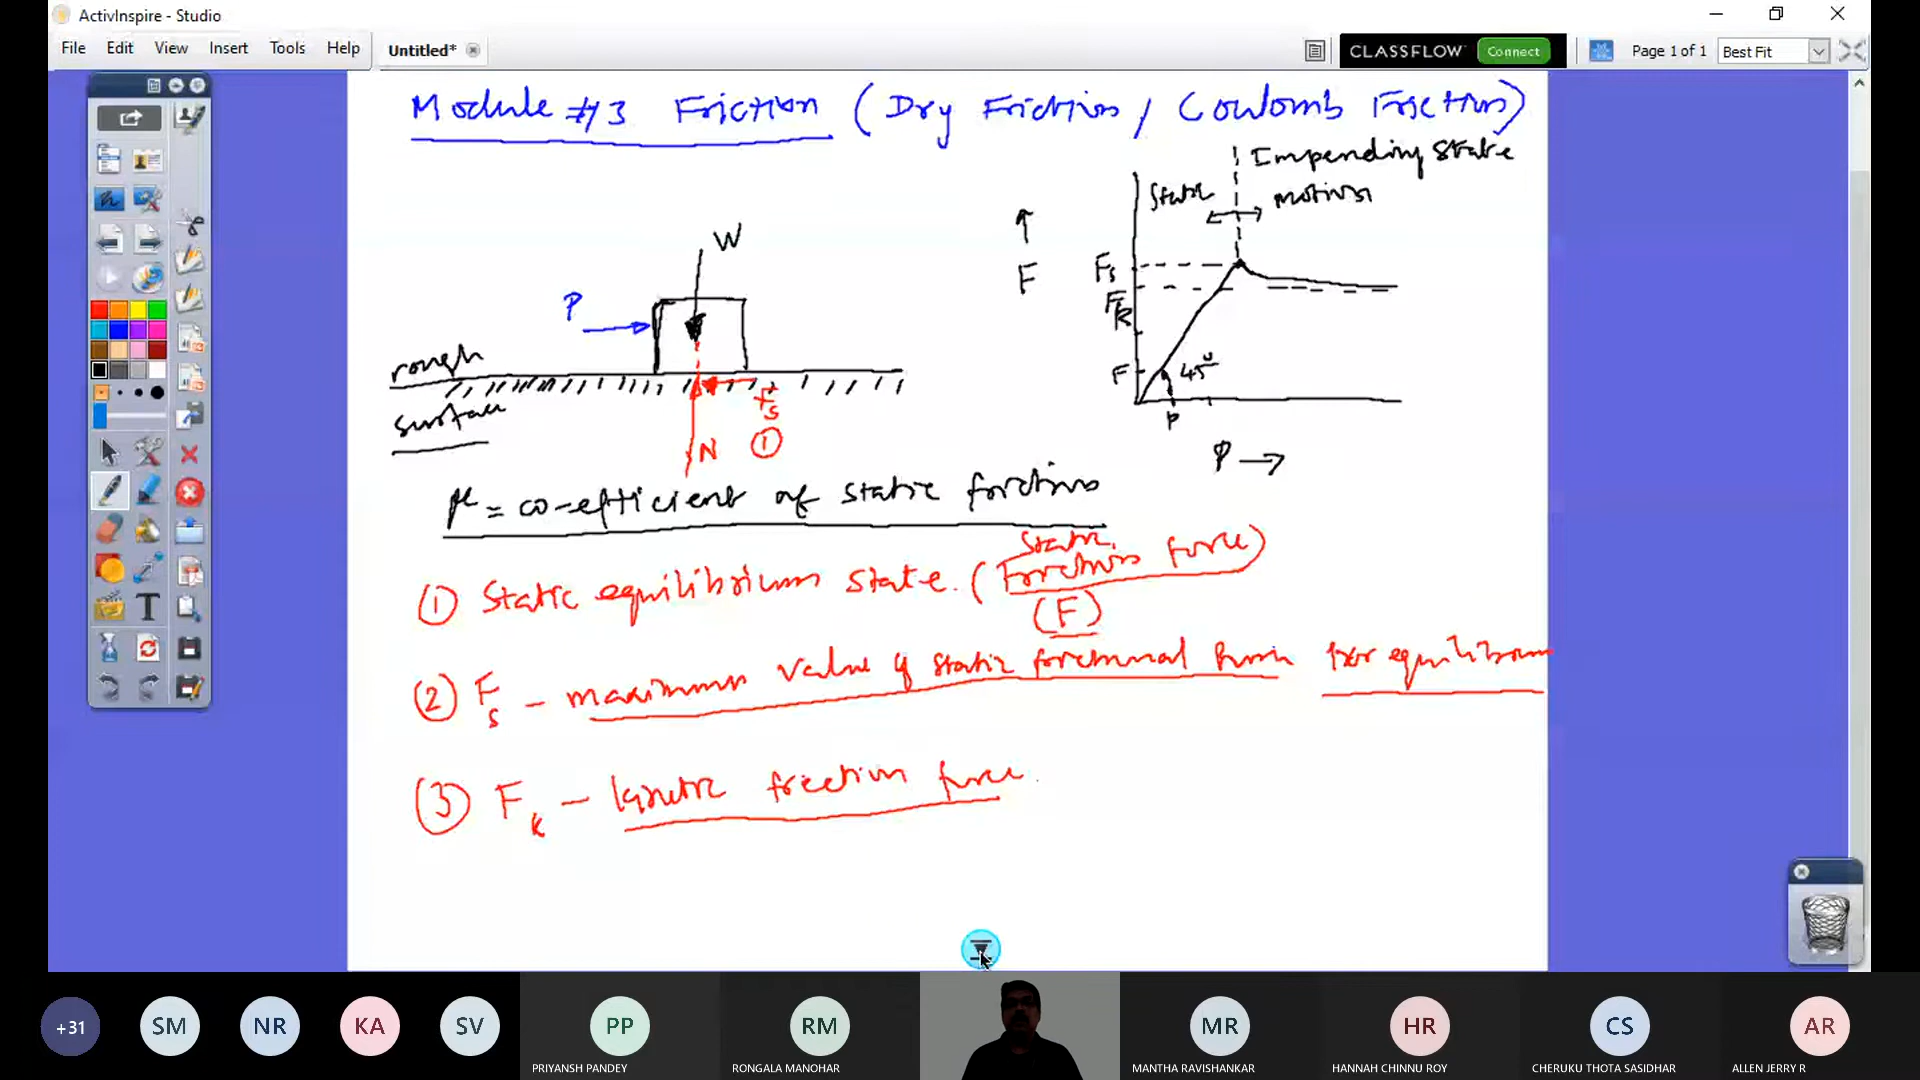 ActivInspire - Studio
File Edit View Insert Tools Help
Untitled*
CLASSFLOW Connect
Page 1 of 1 Best Fit
Module #3 Friction (Dry Friction / Coulomb Friction)
Impending state
Static motion
W
P
rough
surface
Fs
1
N
F
Fs
Fk
F
45°
P
P
μ = co-efficient of static friction
① Static equilibrium state. (Static Friction force)
(F)
② Fs - maximum value of static frictional for equilibrium
③ Fk - kinetic friction force.
T
+31 SM NR KA SV PP RM MR HR CS AR
PRIYANSH PANDEY RONGALA MANOHAR MANTHA RAVISHANKAR HANNAH CHINNU ROY CHERUKU THOTA SASIDHAR ALLEN JERRY R